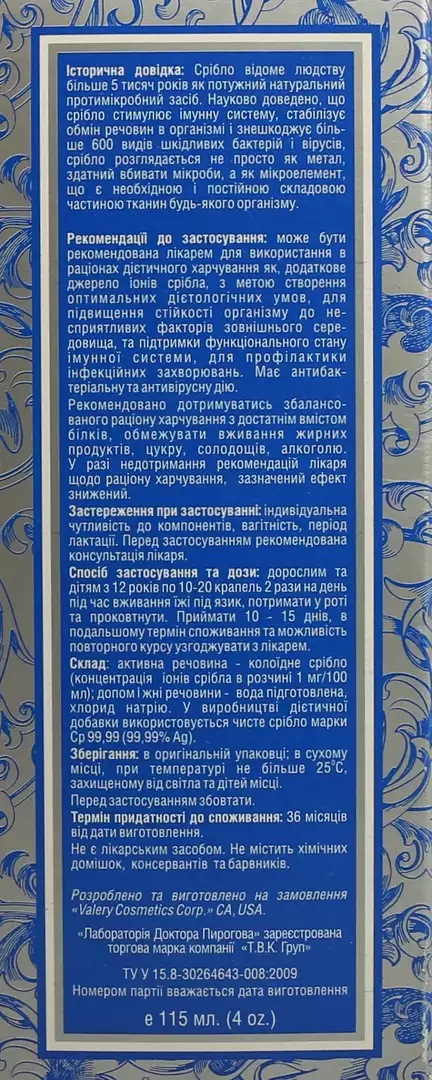 Історична довідка: Срібло відоме людству
більше 5 тисяч років як потужний натуральний
протимікробний засіб. Науково доведено, що
срібло стимулює імунну систему, стабілізує
обмін речовин в організмі і знешкоджує біль-
ше 600 видів шкідливих бактерій і вірусів,
срібло розглядається не просто як метал,
здатний вбивати мікроби, а як мікроелемент,
що є необхідною і постійною складовою
частиною тканин будь-якого організму.
Рекомендації до застосування: може бути
рекомендована лікарем для використання в
раціонах дієтичного харчування як, додаткове
джерело іонів срібла, з метою створення
оптимальних дієтологічних умов, для
підвищення стійкості організму до не-
сприятливих факторів зовнішнього сере-
довища, та підтримки функціонального стану
імунної системи, для профілактики
інфекційних захворювань. Має антибак-
теріальну та антивірусну дію.
Рекомендовано дотримуватись збалансо-
ваного раціону харчування з достатнім вмістом
білків, обмежувати вживання жирних
продуктів, цукру, солодощів, алкоголю.
У разі недотримання рекомендацій лікаря
щодо раціону харчування, зазначений ефект
знижений.
Застереження при застосуванні: індивідуальна
чутливість до компонентів, вагітність, період
лактації. Перед застосуванням рекомендована
консультація лікаря.
Спосіб застосування та дози: дорослим та
дітям з 12 років по 10-20 крапель 2 рази на день
під час вживання їжі під язик, потримати у роті
та проковтнути. Приймати 10 - 15 днів, в
подальшому термін споживання та можливість
повторного курсу узгоджувати з лікарем.
Склад: активна речовина - колоїдне срібло
(концентрація іонів срібла в розчині 1 мг/100
мл); допоміжні речовини - вода підготовлена,
хлорид натрію. У виробництві дієтичної
добавки використовується чисте срібло марки
Ср 99,99 (99,99% Ag).
Зберігання: в оригінальній упаковці; в сухому
місці, при температурі не більше 25°С,
захищеному від світла та дітей місці.
Перед застосуванням збовтати.
Термін придатності до споживання: 36 місяців
від дати виготовлення.
Не є лікарським засобом. Не містить хімічних
домішок, консервантів та барвників.
Розроблено та виготовлено на замовлення
«Valery Cosmetics Corp.» CA, USA.
«Лабораторія Доктора Пирогова» зареєстрована
торгова марка компанії «Т.В.К. Груп»
ТУ У 15.8-30264643-008:2009
Номером партії вважається дата виготовлення
е 115 мл. (4 oz.)